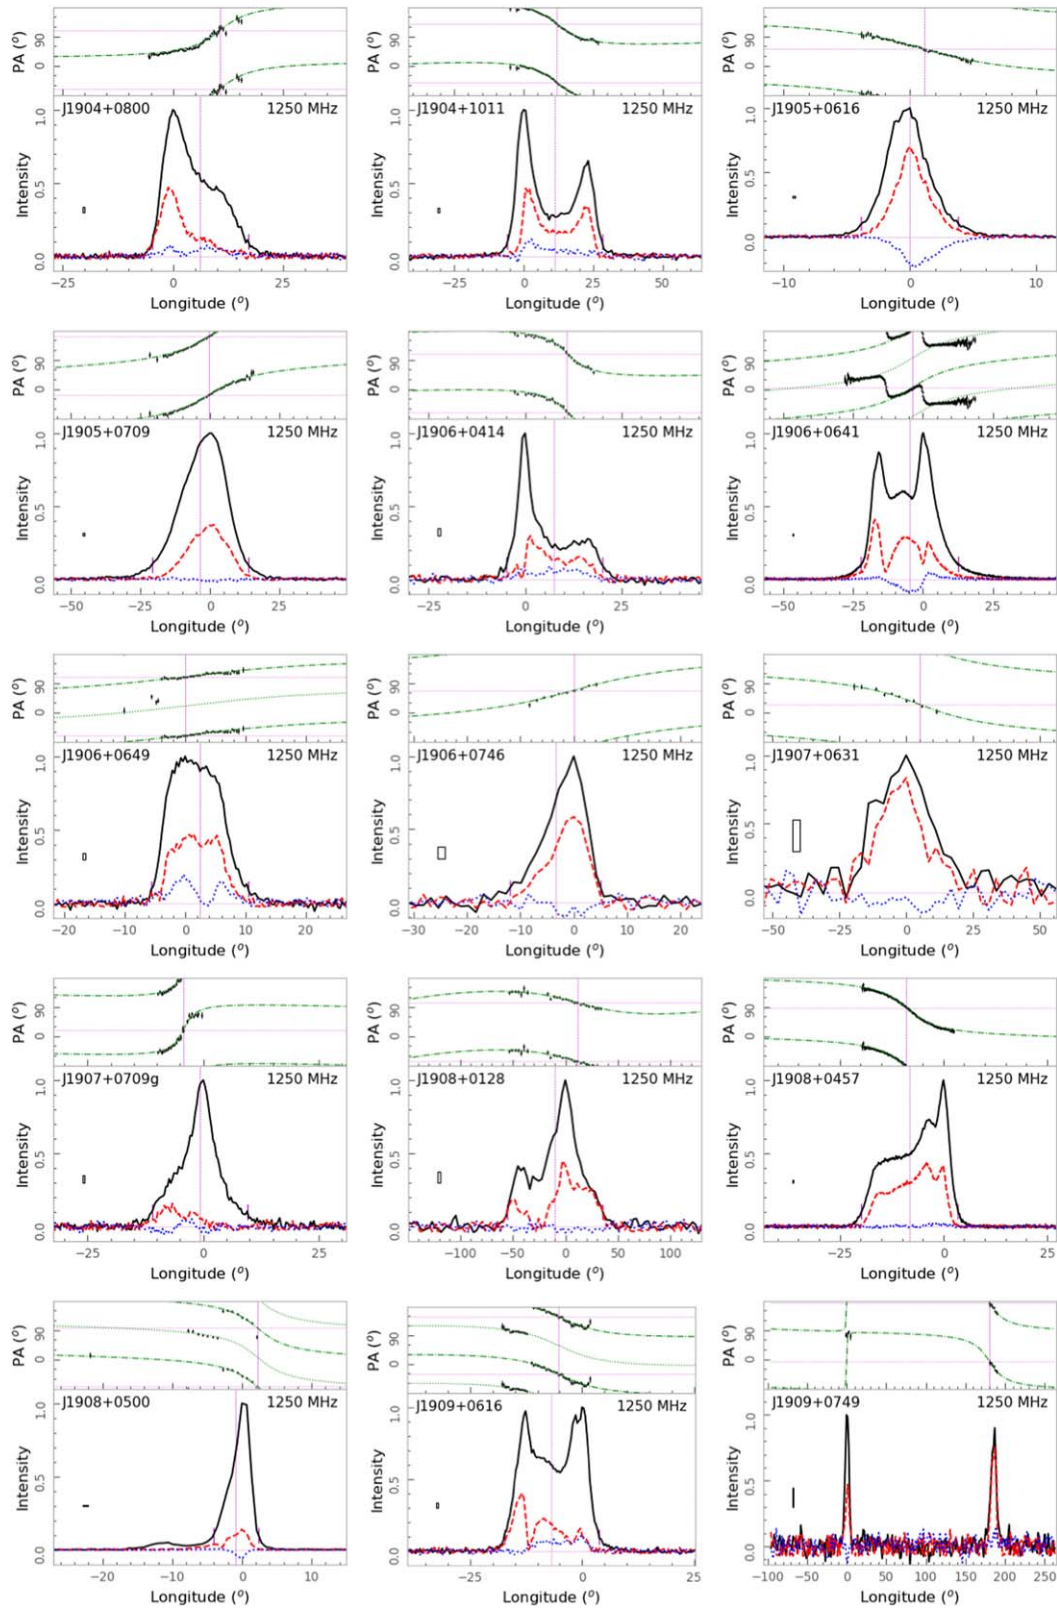 PA (°) 90 0
PA (°) 90 0
PA (°) 90 0
J1904+0800 1250 MHz
J1904+1011 1250 MHz
J1905+0616 1250 MHz
Intensity 1.0 0.5 0.0
Intensity 1.0 0.5 0.0
Intensity 1.0 0.5 0.0
−25 0 25
0 25 50
−10 0 10
Longitude (°)
Longitude (°)
Longitude (°)
PA (°) 90 0
PA (°) 90 0
PA (°) 90 0
J1905+0709 1250 MHz
J1906+0414 1250 MHz
J1906+0641 1250 MHz
Intensity 1.0 0.5 0.0
Intensity 1.0 0.5 0.0
Intensity 1.0 0.5 0.0
−50 −25 0 25
−25 0 25
−50 −25 0 25
Longitude (°)
Longitude (°)
Longitude (°)
PA (°) 90 0
PA (°) 90 0
PA (°) 90 0
J1906+0649 1250 MHz
J1906+0746 1250 MHz
J1907+0631 1250 MHz
Intensity 1.0 0.5 0.0
Intensity 1.0 0.5 0.0
Intensity 1.0 0.5 0.0
−20 −10 0 10 20
−30 −20 −10 0 10 20
−50 −25 0 25 50
Longitude (°)
Longitude (°)
Longitude (°)
PA (°) 90 0
PA (°) 90 0
PA (°) 90 0
J1907+0709g 1250 MHz
J1908+0128 1250 MHz
J1908+0457 1250 MHz
Intensity 1.0 0.5 0.0
Intensity 1.0 0.5 0.0
Intensity 1.0 0.5 0.0
−25 0 25
−100 −50 0 50 100
−25 0 25
Longitude (°)
Longitude (°)
Longitude (°)
PA (°) 90 0
PA (°) 90 0
PA (°) 90 0
J1908+0500 1250 MHz
J1909+0616 1250 MHz
J1909+0749 1250 MHz
Intensity 1.0 0.5 0.0
Intensity 1.0 0.5 0.0
Intensity 1.0 0.5 0.0
−20 −10 0 10
−25 0 25
−100 −50 0 50 100 150 200 250
Longitude (°)
Longitude (°)
Longitude (°)